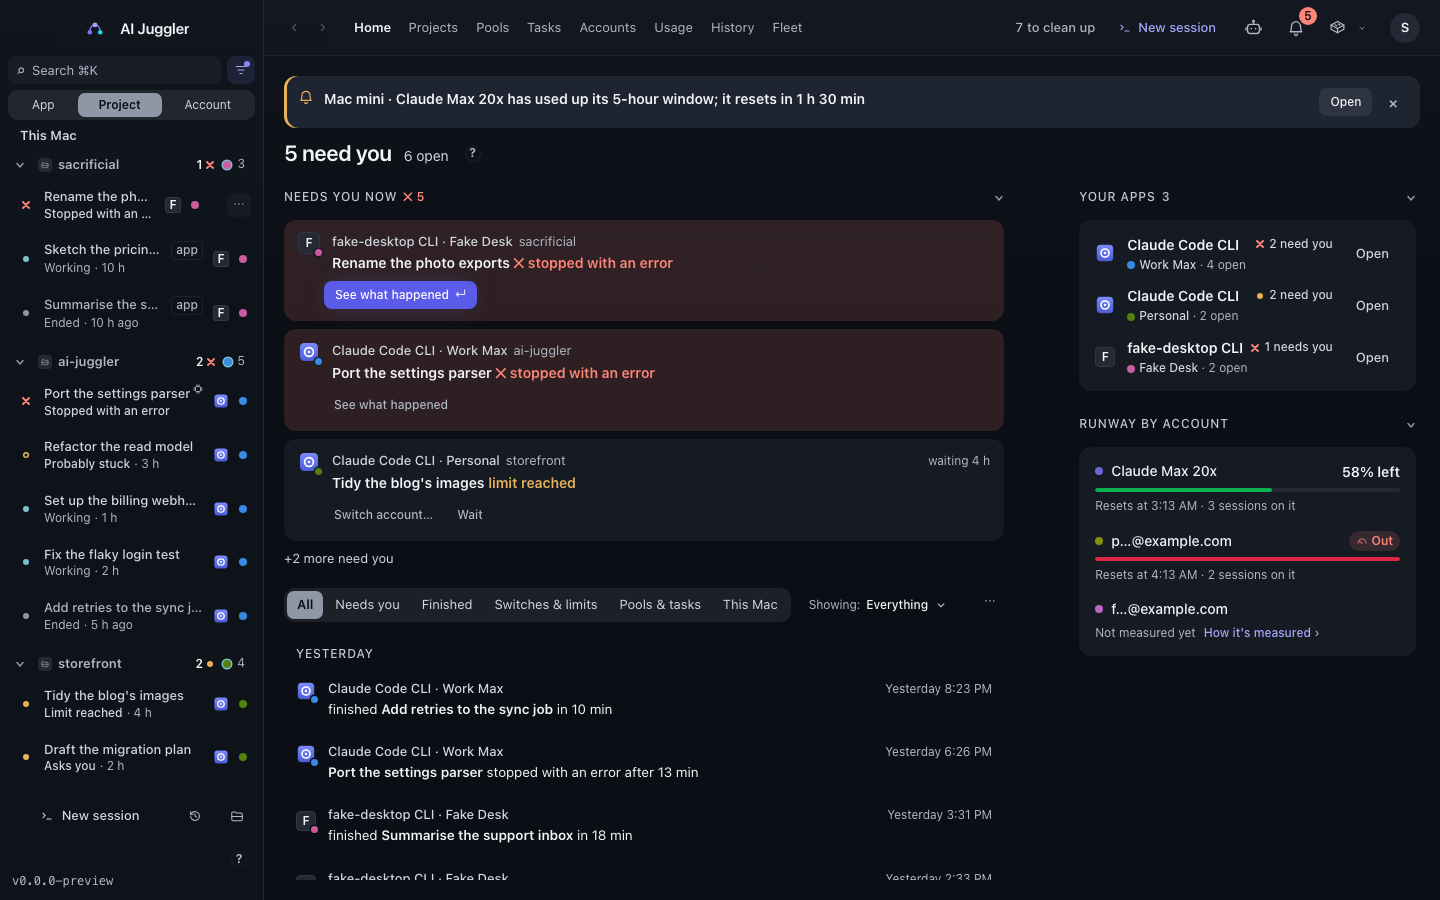 AI Juggler
Search ⌘K
App Project Account
This Mac
sacrificial 1 3
Rename the ph... F
Stopped with an ...
Sketch the pricin... app F
Working · 10 h
Summarise the s... app F
Ended · 10 h ago
ai-juggler 2 5
Port the settings parser
Stopped with an error
Refactor the read model
Probably stuck · 3 h
Set up the billing webh...
Working · 1 h
Fix the flaky login test
Working · 2 h
Add retries to the sync j...
Ended · 5 h ago
storefront 2 4
Tidy the blog's images
Limit reached · 4 h
Draft the migration plan
Asks you · 2 h
New session
?
v0.0.0-preview
Home Projects Pools Tasks Accounts Usage History Fleet
7 to clean up New session 5 S
Mac mini · Claude Max 20x has used up its 5-hour window; it resets in 1 h 30 min Open ×
5 need you 6 open ?
NEEDS YOU NOW 5
F fake-desktop CLI · Fake Desk sacrificial
Rename the photo exports stopped with an error
See what happened ↵
Claude Code CLI · Work Max ai-juggler
Port the settings parser stopped with an error
See what happened
Claude Code CLI · Personal storefront waiting 4 h
Tidy the blog's images limit reached
Switch account... Wait
+2 more need you
All Needs you Finished Switches & limits Pools & tasks This Mac Showing: Everything ...
YESTERDAY
Claude Code CLI · Work Max Yesterday 8:23 PM
finished Add retries to the sync job in 10 min
Claude Code CLI · Work Max Yesterday 6:26 PM
Port the settings parser stopped with an error after 13 min
F fake-desktop CLI · Fake Desk Yesterday 3:31 PM
finished Summarise the support inbox in 18 min
fake-desktop CLI · Fake Desk Yesterday 2:33 PM
YOUR APPS 3
Claude Code CLI 2 need you Open
Work Max · 4 open
Claude Code CLI 2 need you Open
Personal · 2 open
F fake-desktop CLI 1 needs you Open
Fake Desk · 2 open
RUNWAY BY ACCOUNT
Claude Max 20x 58% left
Resets at 3:13 AM · 3 sessions on it
p...@example.com Out
Resets at 4:13 AM · 2 sessions on it
f...@example.com
Not measured yet How it's measured ›